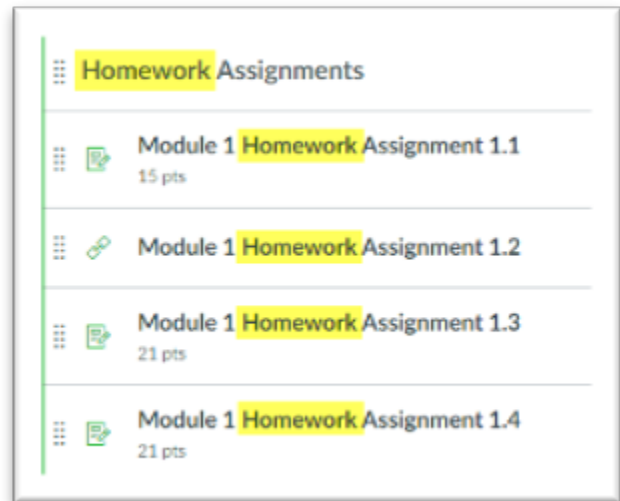 Homework Assignments
Module 1 Homework Assignment 1.1
15 pts
Module 1 Homework Assignment 1.2
Module 1 Homework Assignment 1.3
21 pts
Module 1 Homework Assignment 1.4
21 pts